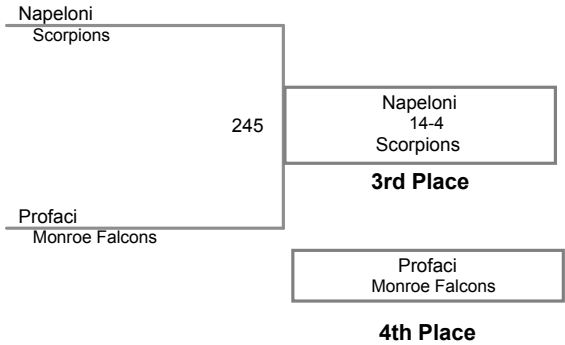 Napeloni
Scorpions
245
Napeloni
14-4
Scorpions
3rd Place
Profaci
Monroe Falcons
Profaci
Monroe Falcons
4th Place